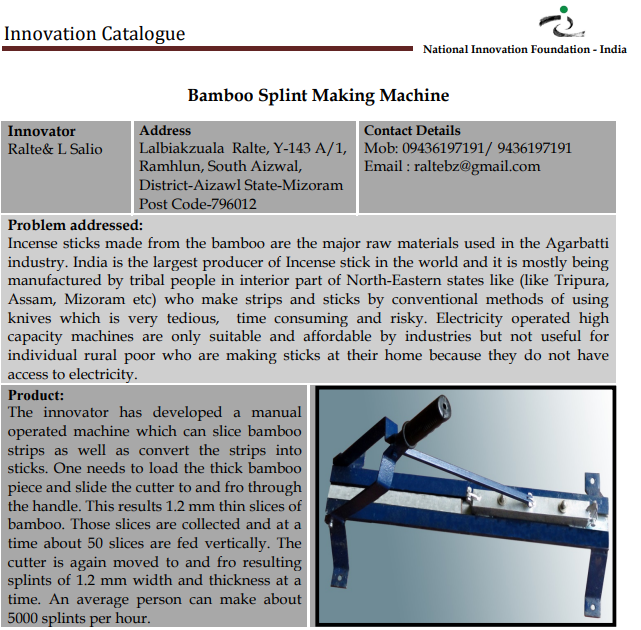 Innovation Catalogue
National Innovation Foundation - India
Bamboo Splint Making Machine
Innovator
Ralte& L Salio
Address
Lalbiakzuala Ralte, Y-143 A/1,
Ramhlun, South Aizwal,
District-Aizawl State-Mizoram
Post Code-796012
Contact Details
Mob: 09436197191/ 9436197191
Email : raltebz@gmail.com
Problem addressed:
Incense sticks made from the bamboo are the major raw materials used in the Agarbatti
industry. India is the largest producer of Incense stick in the world and it is mostly being
manufactured by tribal people in interior part of North-Eastern states like (like Tripura,
Assam, Mizoram etc) who make strips and sticks by conventional methods of using
knives which is very tedious, time consuming and risky. Electricity operated high
capacity machines are only suitable and affordable by industries but not useful for
individual rural poor who are making sticks at their home because they do not have
access to electricity.
Product:
The innovator has developed a manual
operated machine which can slice bamboo
strips as well as convert the strips into
sticks. One needs to load the thick bamboo
piece and slide the cutter to and fro through
the handle. This results 1.2 mm thin slices of
bamboo. Those slices are collected and at a
time about 50 slices are fed vertically. The
cutter is again moved to and fro resulting
splints of 1.2 mm width and thickness at a
time. An average person can make about
5000 splints per hour.